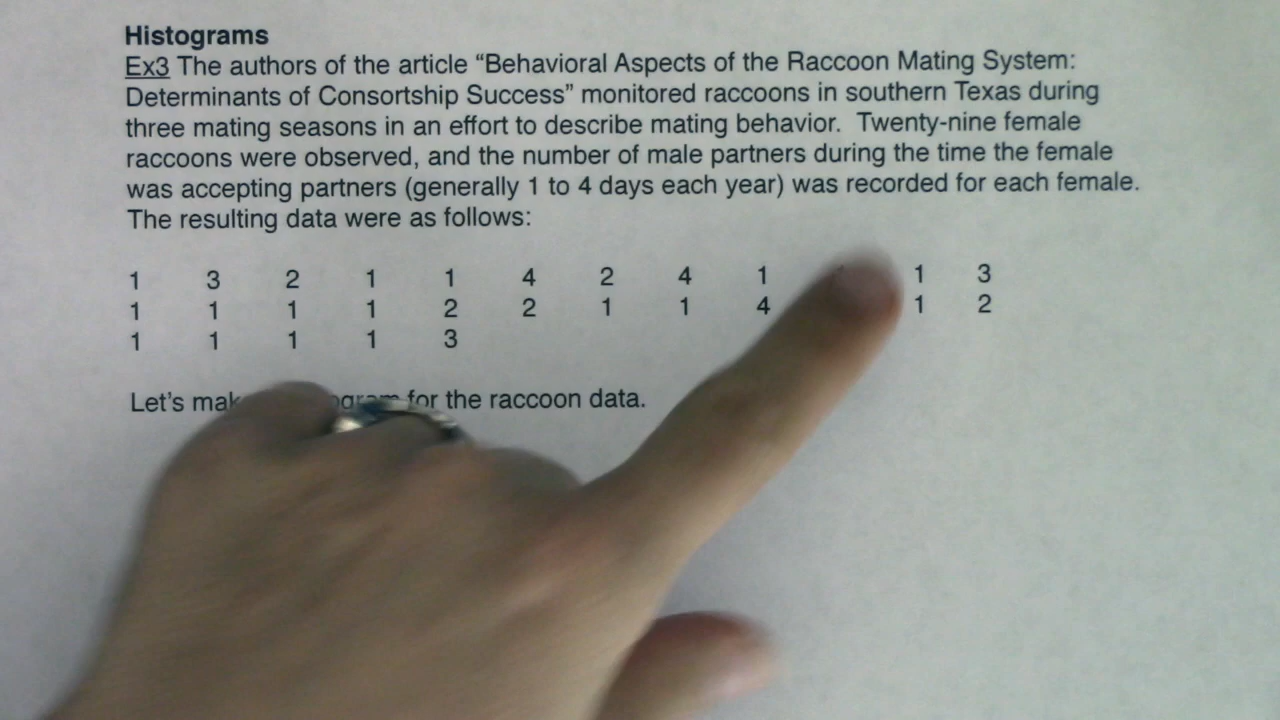 Histograms
Ex3 The authors of the article “Behavioral Aspects of the Raccoon Mating System:
Determinants of Consortship Success” monitored raccoons in southern Texas during
three mating seasons in an effort to describe mating behavior.  Twenty-nine female
raccoons were observed, and the number of male partners during the time the female
was accepting partners (generally 1 to 4 days each year) was recorded for each female.
The resulting data were as follows:
1 3 2 1 1 4 2 4 1 1 3
1 1 1 1 2 2 1 1 4 1 2
1 1 1 1 3
Let’s for the raccoon data.